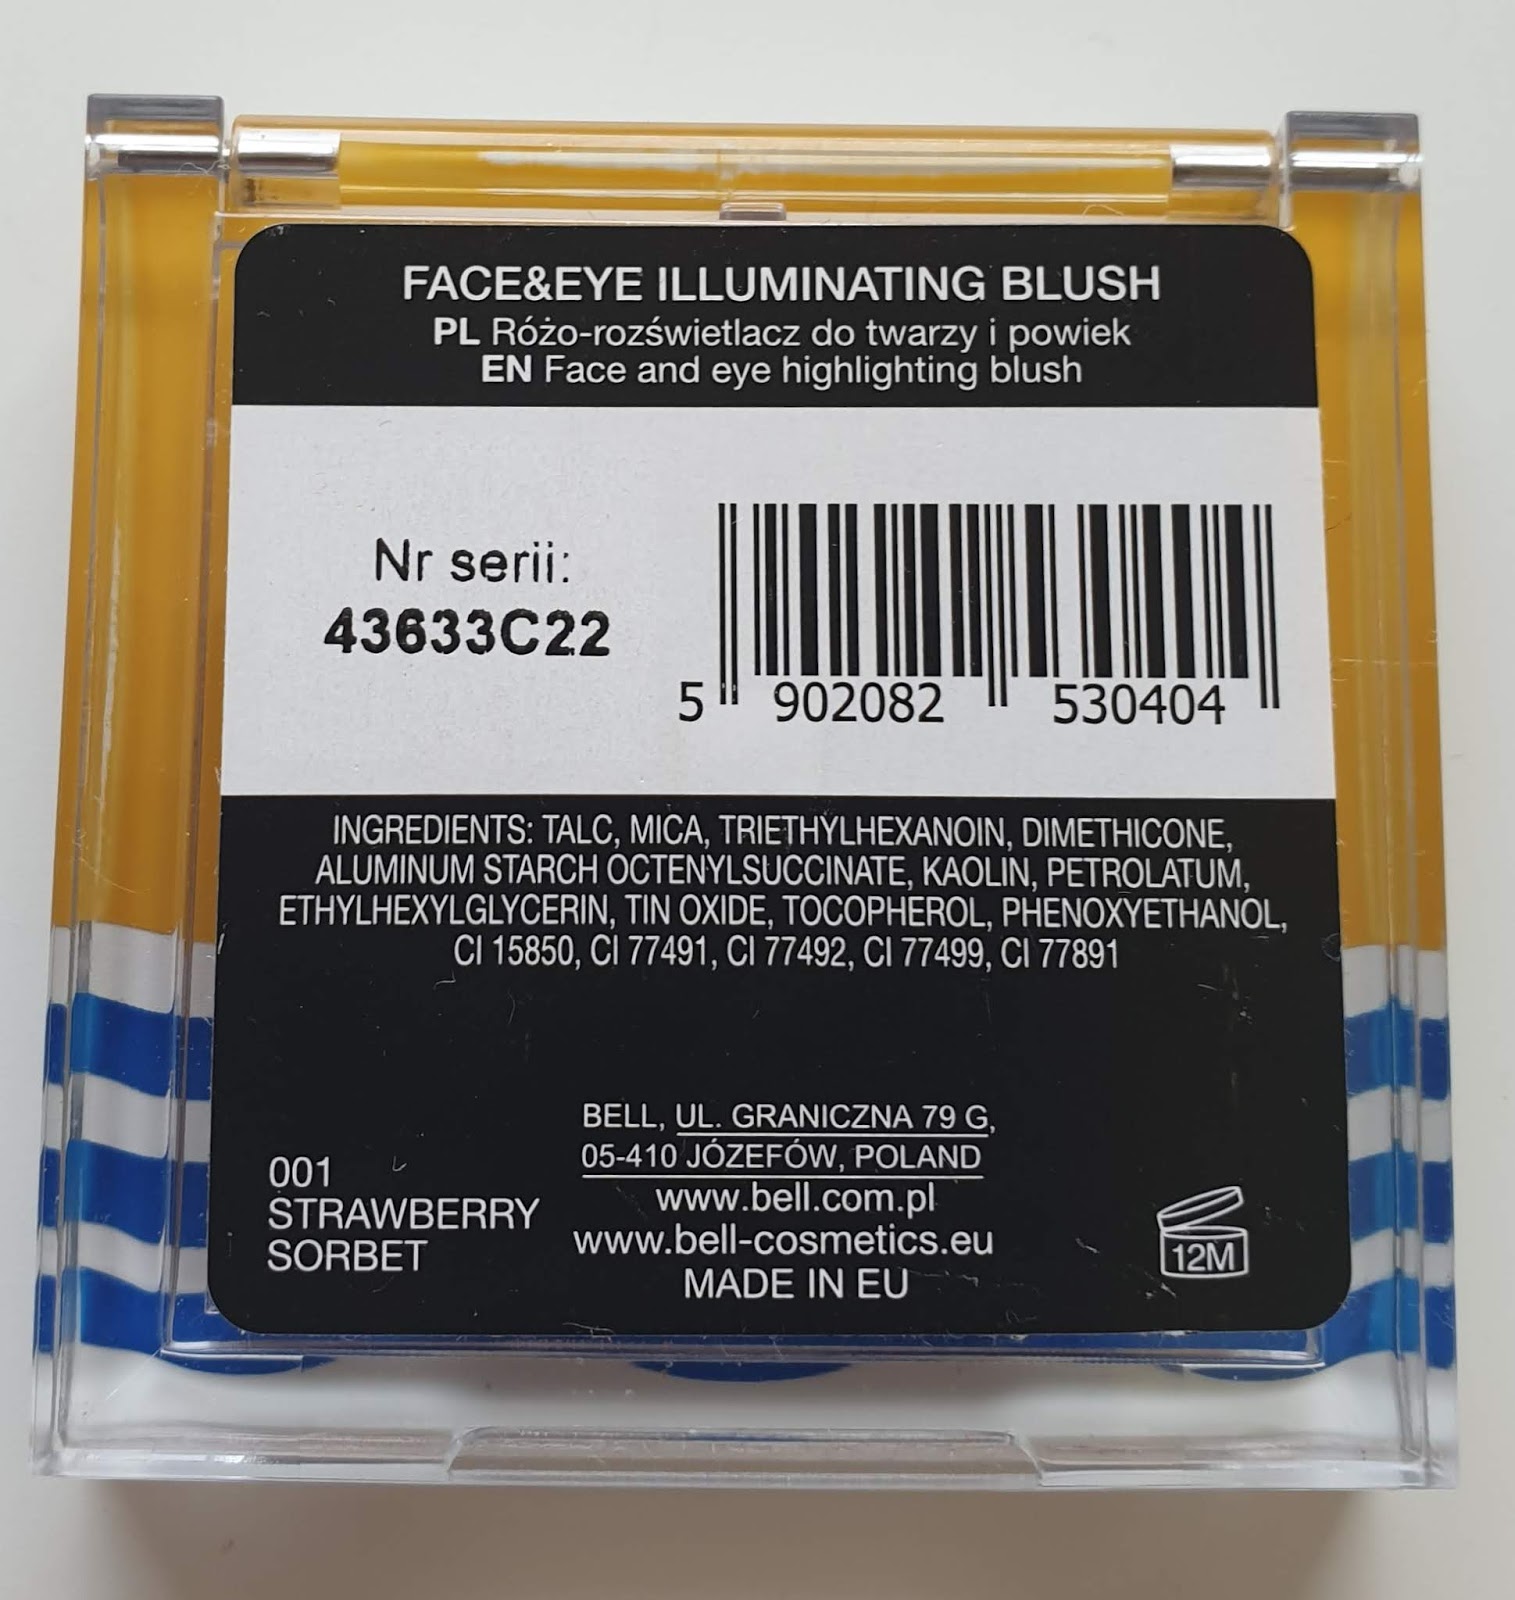 FACE&EYE ILLUMINATING BLUSH
PL Różo-rozświetlacz do twarzy i powiek
EN Face and eye highlighting blush
Nr serii:
43633C22
5 902082 530404
INGREDIENTS: TALC, MICA, TRIETHYLHEXANOIN, DIMETHICONE,
ALUMINUM STARCH OCTENYLSUCCINATE, KAOLIN, PETROLATUM,
ETHYLHEXYLGLYCERIN, TIN OXIDE, TOCOPHEROL, PHENOXYETHANOL,
CI 15850, CI 77491, CI 77492, CI 77499, CI 77891
001
STRAWBERRY
SORBET
BELL, UL. GRANICZNA 79 G,
05-410 JÓZEFÓW, POLAND
www.bell.com.pl
www.bell-cosmetics.eu
MADE IN EU
12M